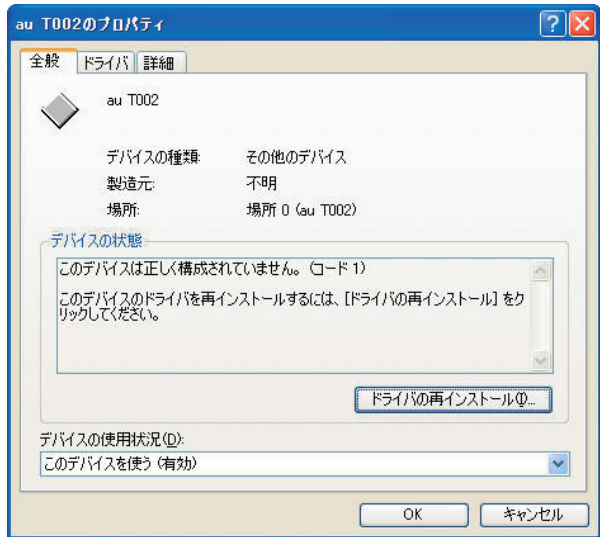 au T002のプロパティ
全般 ドライバ 詳細
au T002
デバイスの種類: その他のデバイス
製造元: 不明
場所: 場所 0 (au T002)
デバイスの状態
このデバイスは正しく構成されていません。 (コード 1)
このデバイスのドライバを再インストールするには、[ドライバの再インストール] をク
リックしてください。
ドライバの再インストール(I)...
デバイスの使用状況(D):
このデバイスを使う (有効)
OK キャンセル